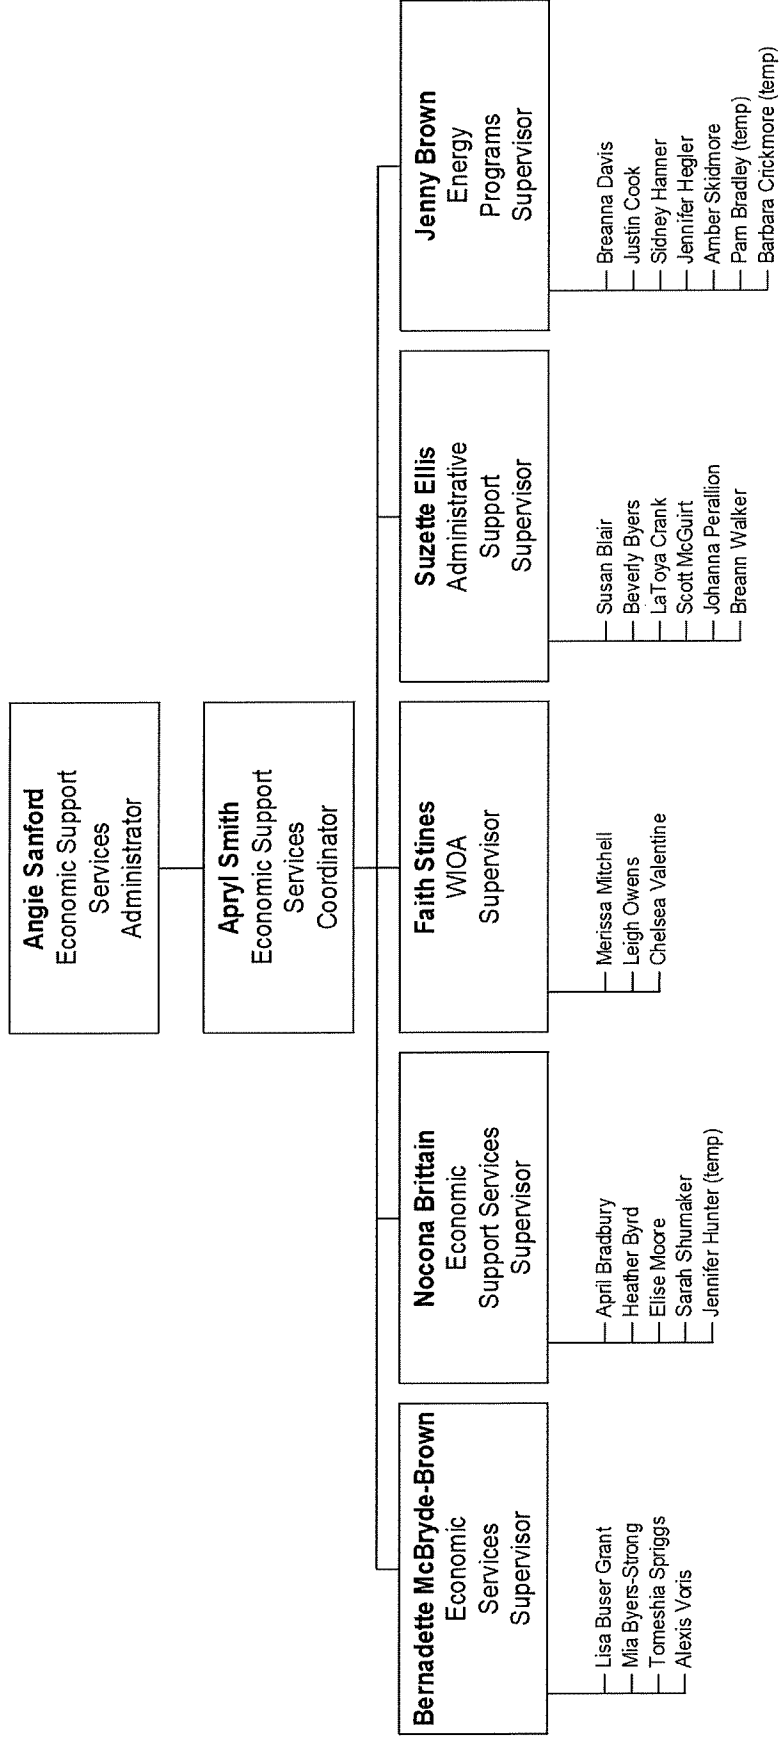 Angie Sanford
Economic Support
Services
Administrator
Apryl Smith
Economic Support
Services
Coordinator
Bernadette McBryde-Brown
Economic
Services
Supervisor
Lisa Buser Grant
Mia Byers-Strong
Tomeshia Spriggs
Alexis Voris
Nocona Brittain
Economic
Support Services
Supervisor
April Bradbury
Heather Byrd
Elise Moore
Sarah Shumaker
Jennifer Hunter (temp)
Faith Stines
WIOA
Supervisor
Merissa Mitchell
Leigh Owens
Chelsea Valentine
Suzette Ellis
Administrative
Support
Supervisor
Susan Blair
Beverly Byers
LaToya Crank
Scott McGuirt
Johanna Perallion
Breann Walker
Jenny Brown
Energy
Programs
Supervisor
Breanna Davis
Justin Cook
Sidney Hanner
Jennifer Hegler
Amber Skidmore
Pam Bradley (temp)
Barbara Crickmore (temp)